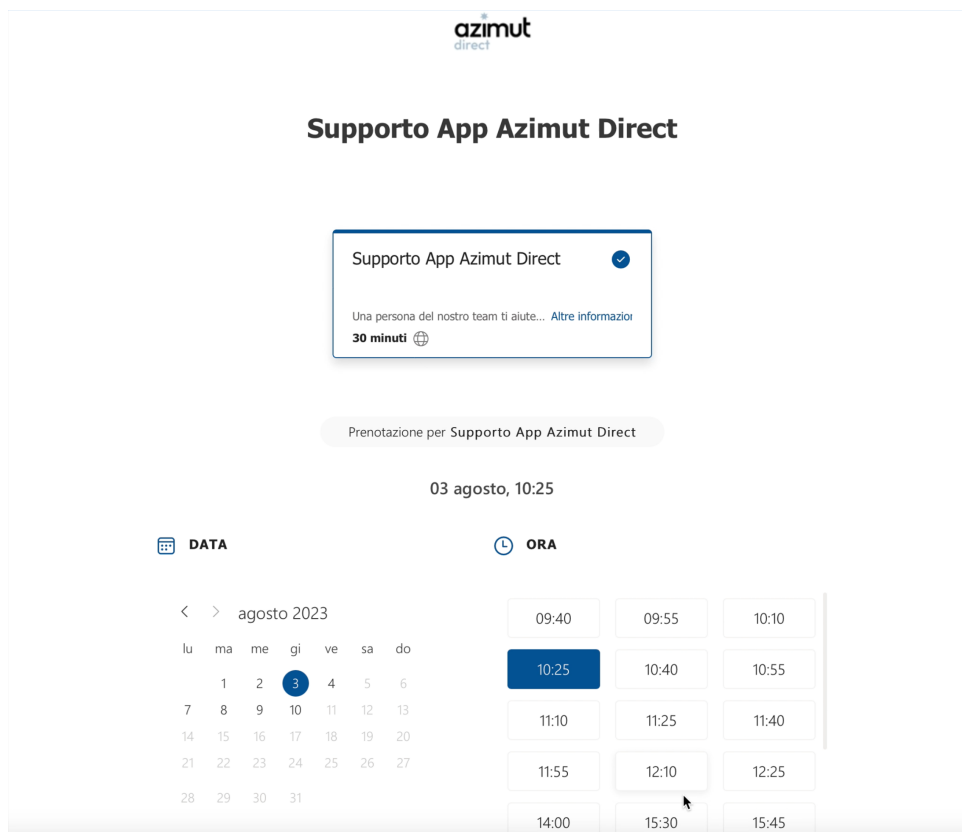 azimut
direct
Supporto App Azimut Direct
Supporto App Azimut Direct
Una persona del nostro team ti aiute... Altre informazior
30 minuti
Prenotazione per Supporto App Azimut Direct
03 agosto, 10:25
DATA
agosto 2023
lu ma me gi ve sa do
1 2 3 4 5 6
7 8 9 10 11 12 13
14 15 16 17 18 19 20
21 22 23 24 25 26 27
28 29 30 31
ORA
09:40 09:55 10:10
10:25 10:40 10:55
11:10 11:25 11:40
11:55 12:10 12:25
14:00 15:30 15:45